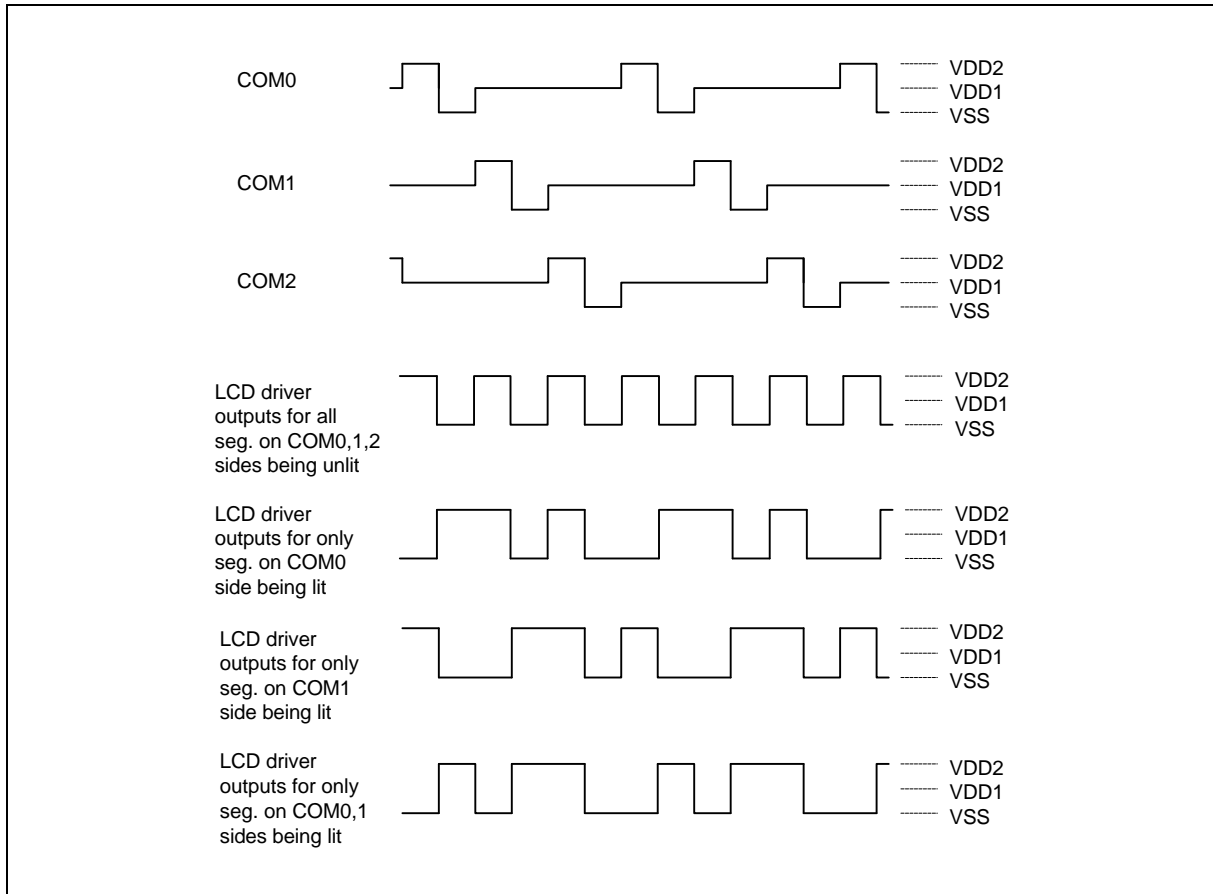 COM0
VDD2
VDD1
VSS
COM1
VDD2
VDD1
VSS
COM2
VDD2
VDD1
VSS
LCD driver
outputs for all
seg. on COM0,1,2
sides being unlit
VDD2
VDD1
VSS
LCD driver
outputs for only
seg. on COM0
side being lit
VDD2
VDD1
VSS
LCD driver
outputs for only
seg. on COM1
side being lit
VDD2
VDD1
VSS
LCD driver
outputs for only
seg. on COM0,1
sides being lit
VDD2
VDD1
VSS